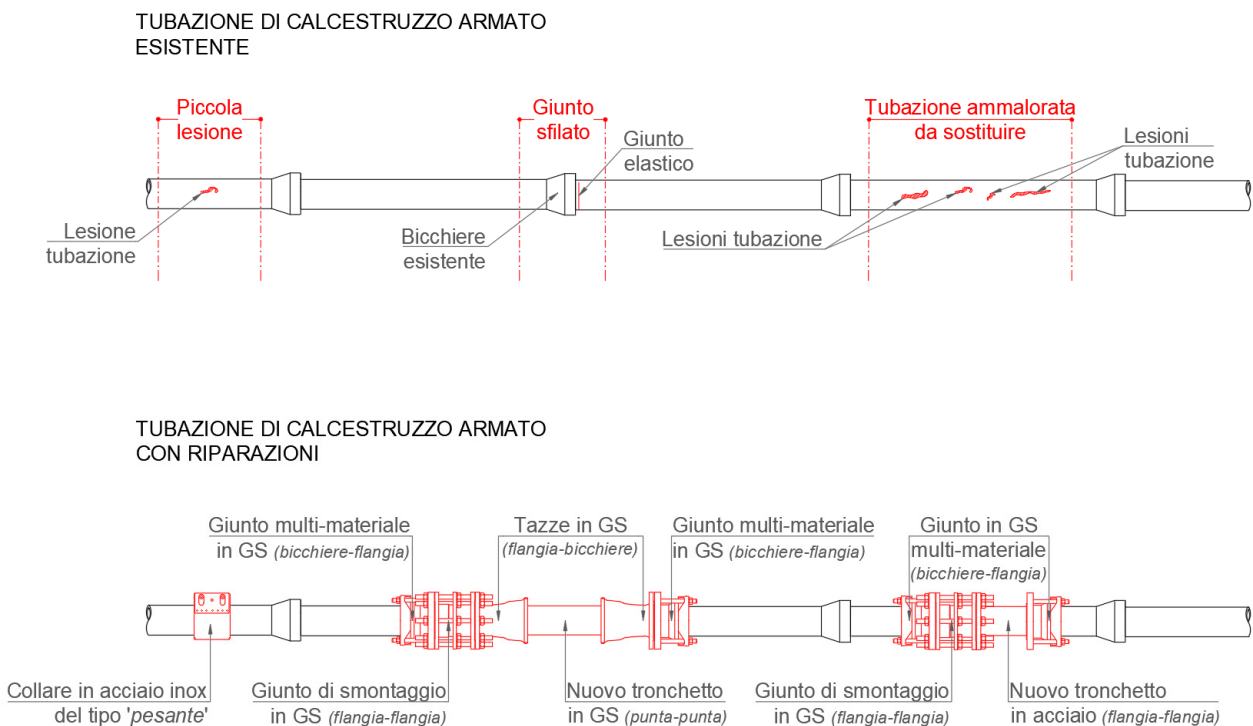 TUBAZIONE DI CALCESTRUZZO ARMATO
ESISTENTE
Piccola
lesione
Giunto
sfilato
Tubazione ammalorata
da sostituire
Giunto
elastico
Lesioni
tubazione
Lesione
tubazione
Bicchiere
esistente
Lesioni tubazione
TUBAZIONE DI CALCESTRUZZO ARMATO
CON RIPARAZIONI
Giunto multi-materiale
in GS (bicchiere-flangia)
Tazze in GS
(flangia-bicchiere)
Giunto multi-materiale
in GS (bicchiere-flangia)
Giunto in GS
multi-materiale
(bicchiere-flangia)
Collare in acciaio inox
del tipo 'pesante'
Giunto di smontaggio
in GS (flangia-flangia)
Nuovo tronchetto
in GS (punta-punta)
Giunto di smontaggio
in GS (flangia-flangia)
Nuovo tronchetto
in acciaio (flangia-flangia)